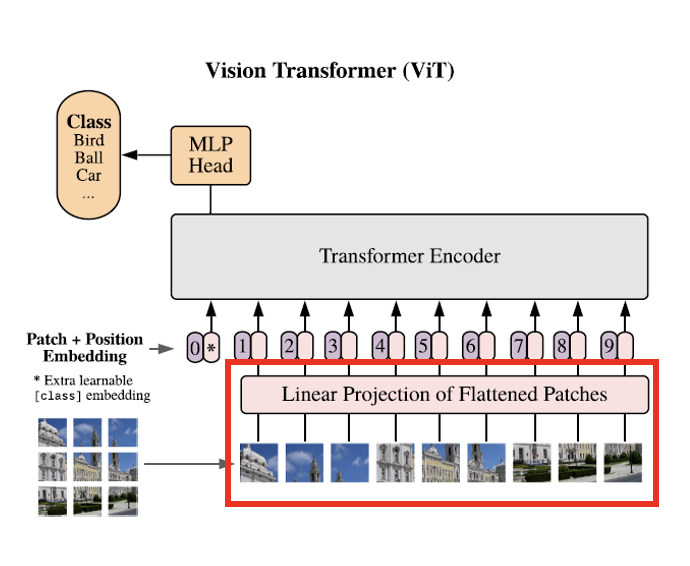 Vision Transformer (ViT)
Class
Bird
Ball
Car
...
MLP
Head
Transformer Encoder
Patch + Position
Embedding
0 * 1 2 3 4 5 6 7 8 9
* Extra learnable
[class] embedding
Linear Projection of Flattened Patches